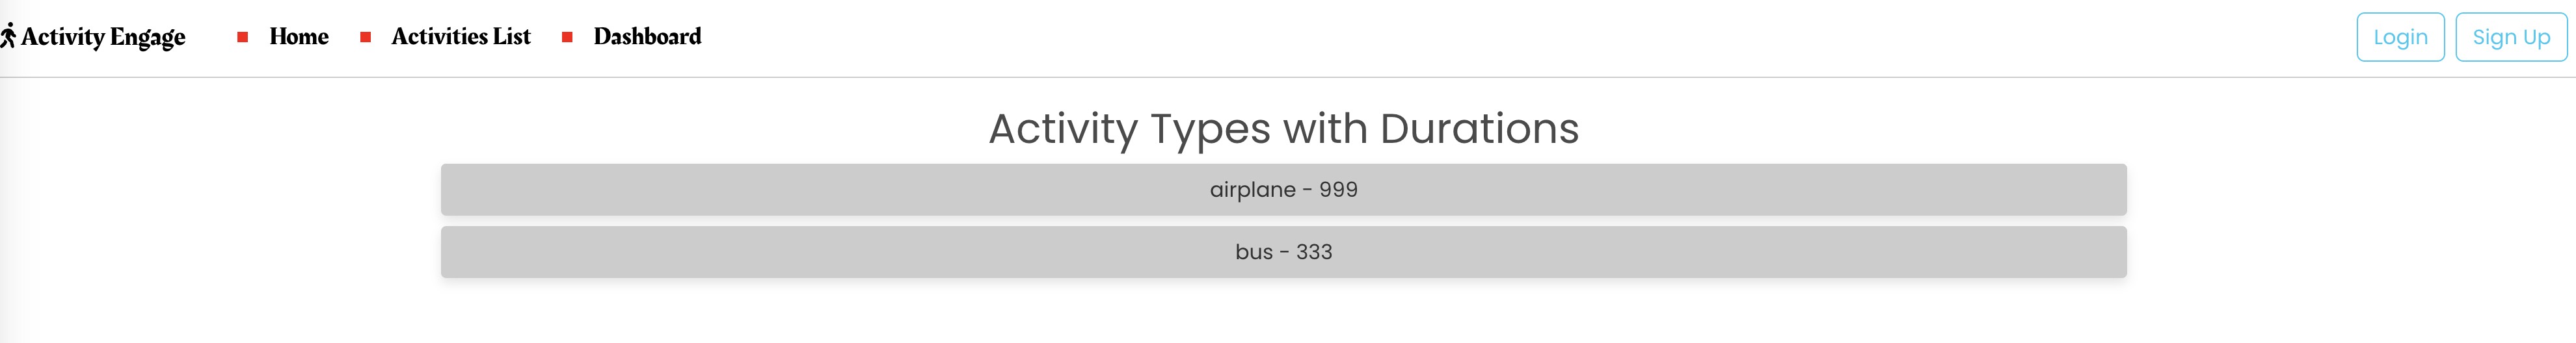 Activity Engage Home Activities List Dashboard Login Sign Up
Activity Types with Durations
airplane - 999
bus - 333